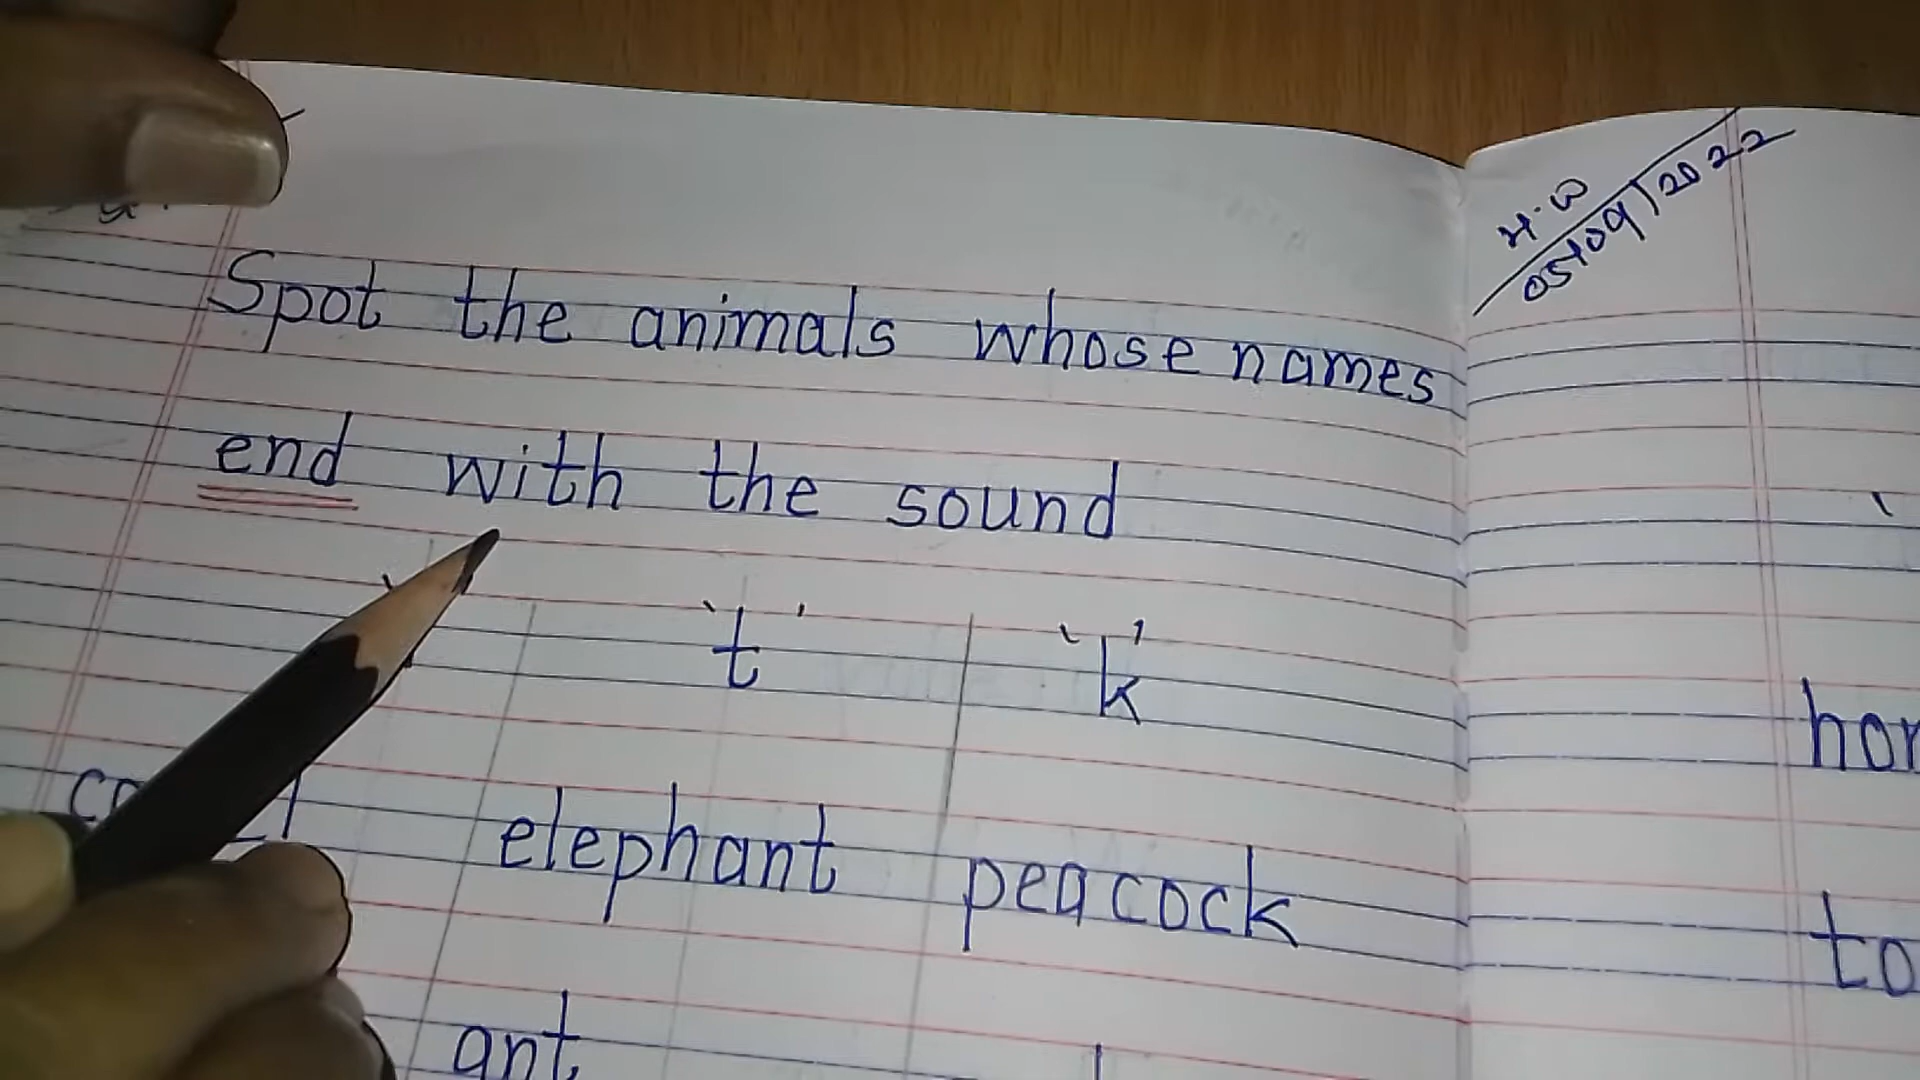 Spot the animals whose names
end with the sound
't' 'k'
elephant peacock
ant
H.W
05/09/2022